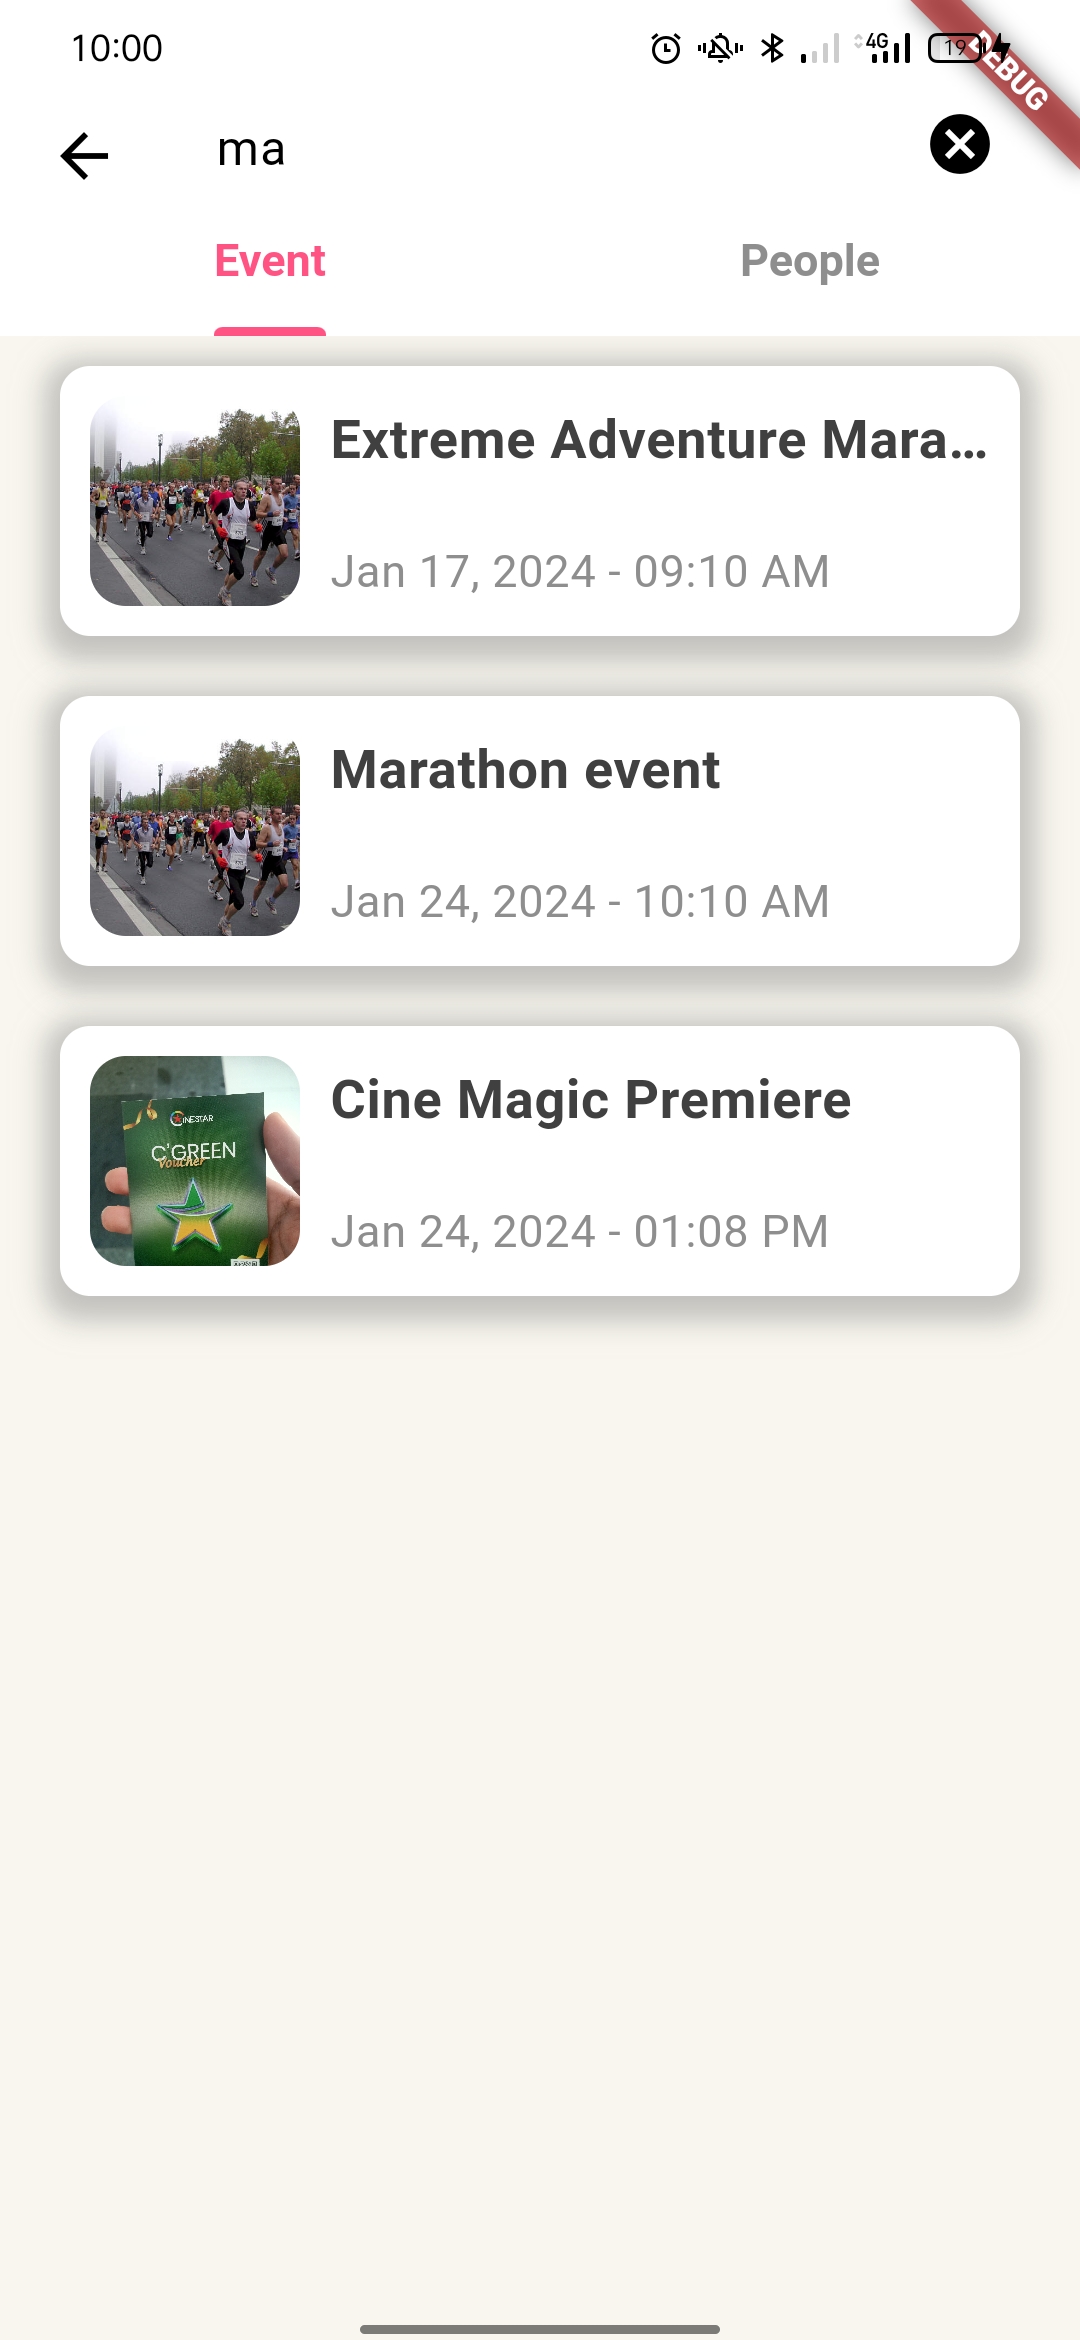 10:00
4G
19
DEBUG
ma
Event
People
Extreme Adventure Mara...
Jan 17, 2024 - 09:10 AM
Marathon event
Jan 24, 2024 - 10:10 AM
CINESTAR
C'GREEN
Voucher
Cine Magic Premiere
Jan 24, 2024 - 01:08 PM